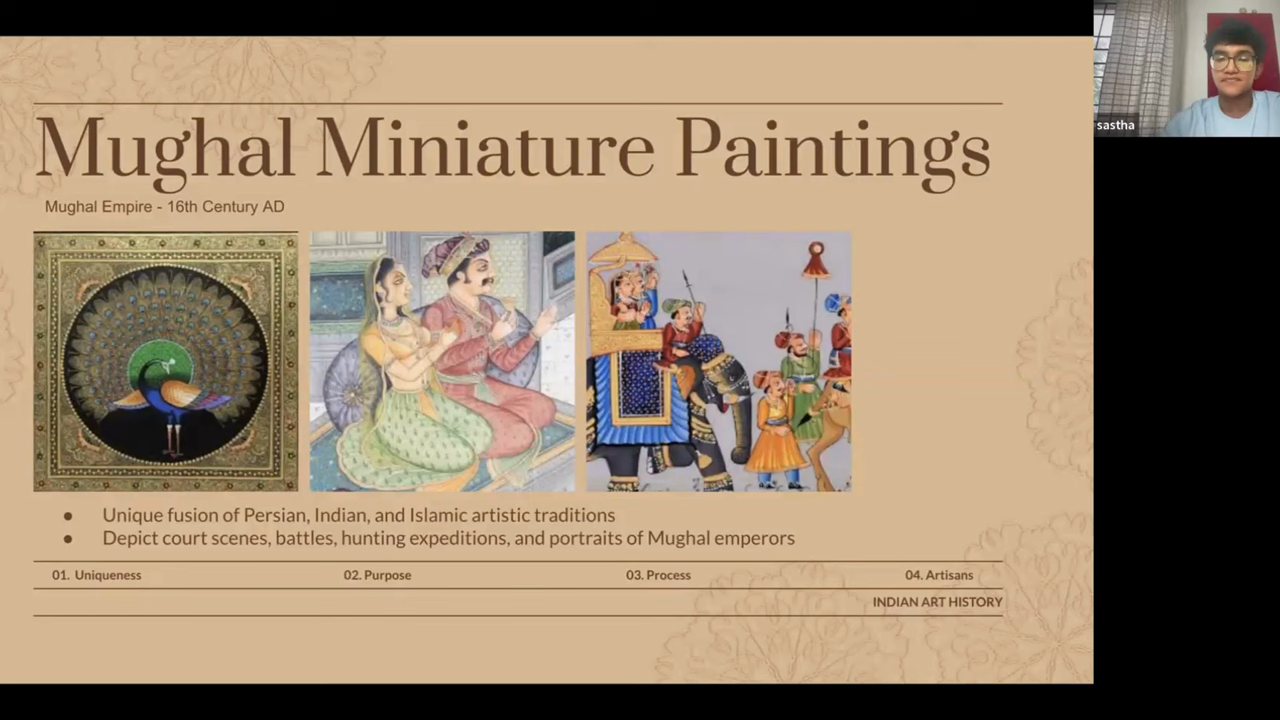 Mughal Miniature Paintings
Mughal Empire - 16th Century AD
● Unique fusion of Persian, Indian, and Islamic artistic traditions
● Depict court scenes, battles, hunting expeditions, and portraits of Mughal emperors
01. Uniqueness 02. Purpose 03. Process 04. Artisans
INDIAN ART HISTORY
sastha